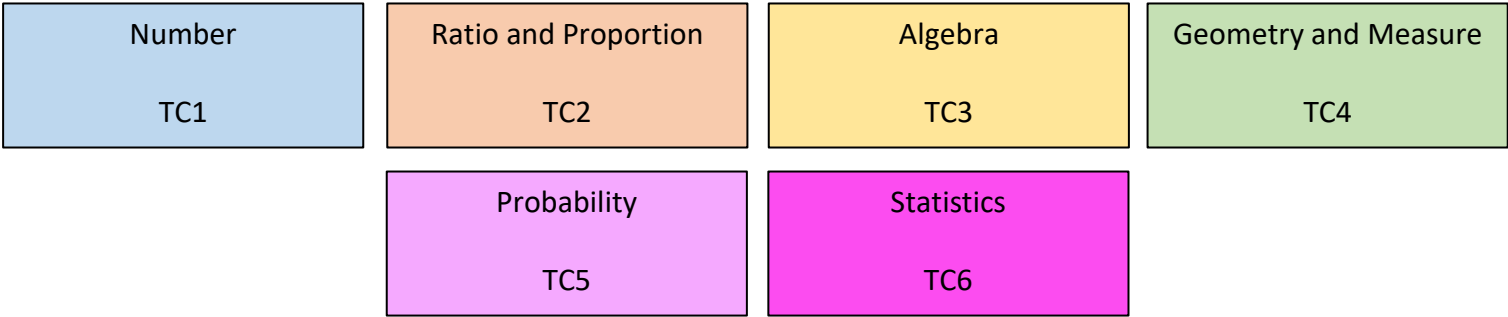 Number
TC1
Ratio and Proportion
TC2
Algebra
TC3
Geometry and Measure
TC4
Probability
TC5
Statistics
TC6